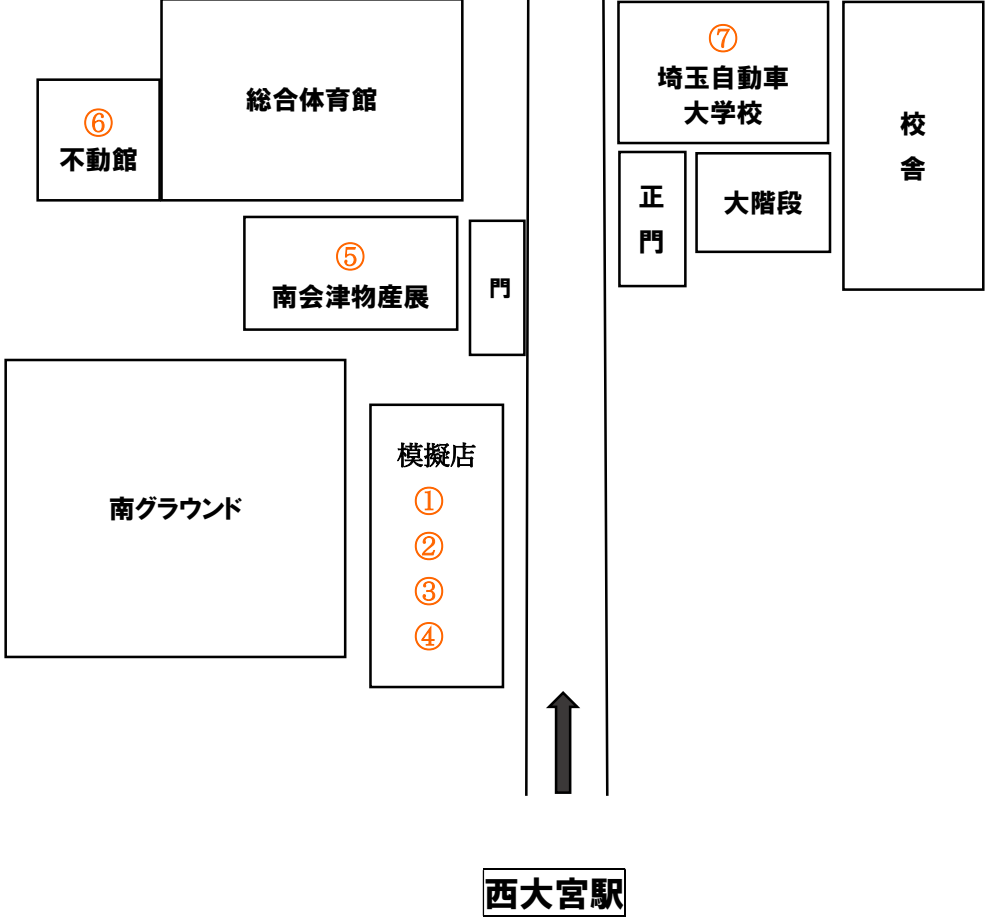 総合体育館
⑥
不動館
⑦
埼玉自動車
大学校
校
舎
正
門
大階段
⑤
南会津物産展
門
模擬店
①
②
③
④
南グラウンド
西大宮駅